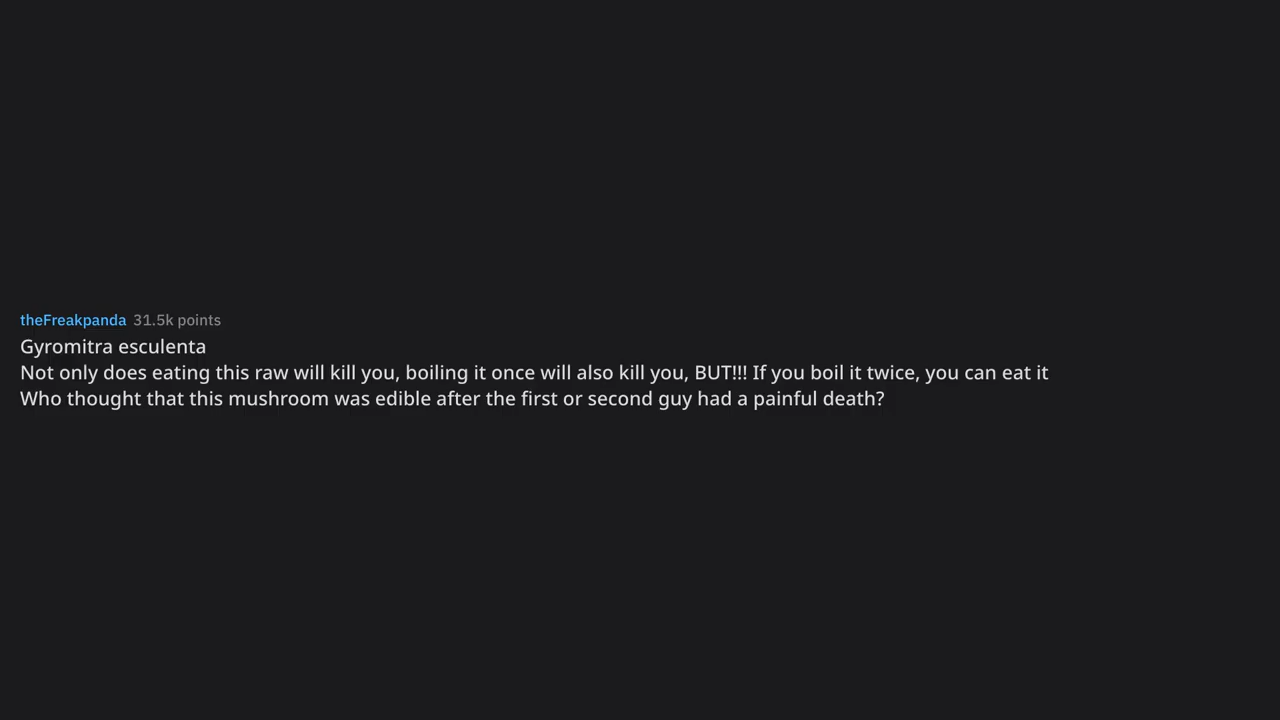 theFreakpanda 31.5k points
Gyromitra esculenta
Not only does eating this raw will kill you, boiling it once will also kill you, BUT!!! If you boil it twice, you can eat it
Who thought that this mushroom was edible after the first or second guy had a painful death?